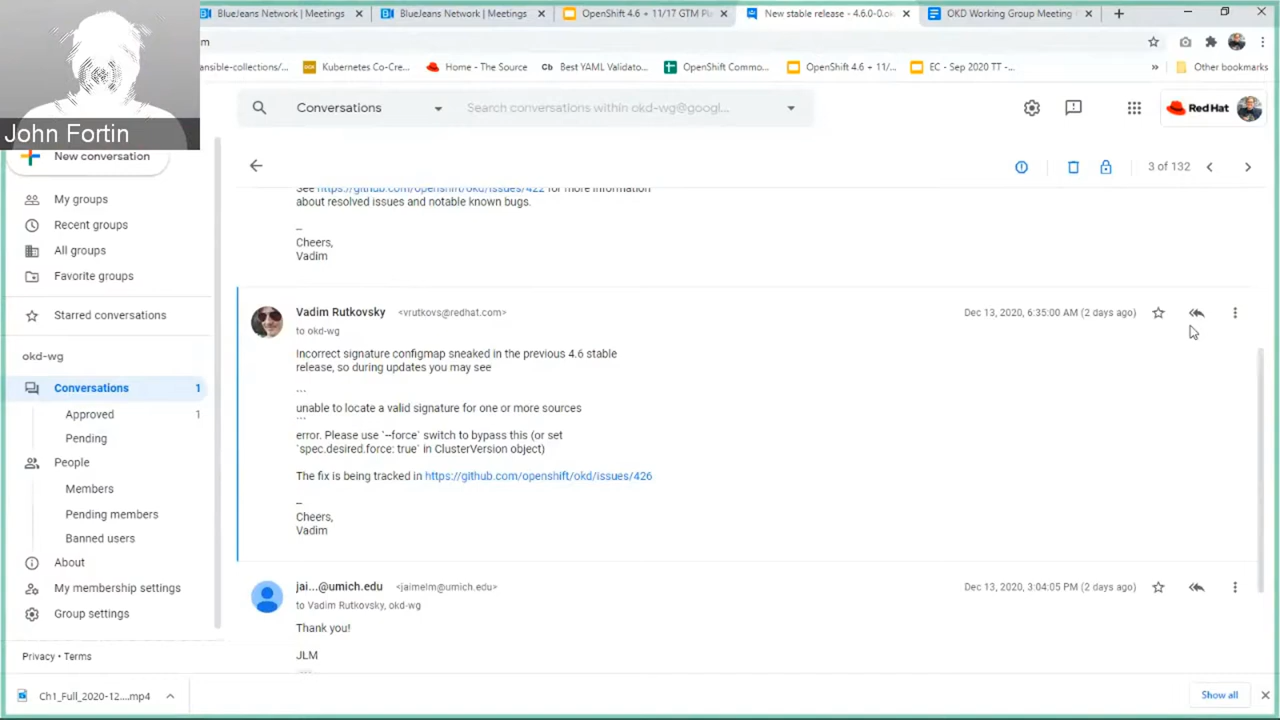 BlueJeans Network | Meetings
BlueJeans Network | Meetings
OpenShift 4.6 + 11/17 GTM Pl
New stable release - 4.6.0-0.ok
OKD Working Group Meeting
m
ansible-collections/...
Kubernetes Co-Cre...
Home - The Source
Cb Best YAML Validato...
OpenShift Commo...
OpenShift 4.6 + 11/...
EC - Sep 2020 TT -...
»
Other bookmarks
John Fortin
Conversations
Search conversations within okd-wg@googl...
Red Hat
New conversation
3 of 132
My groups
Recent groups
All groups
Favorite groups
Starred conversations
okd-wg
Conversations 1
Approved 1
Pending
People
Members
Pending members
Banned users
About
My membership settings
Group settings
Privacy • Terms
See https://github.com/openshift/okd/issues/422 for more information
about resolved issues and notable known bugs.
--
Cheers,
Vadim
Vadim Rutkovsky <vrutkovs@redhat.com>
Dec 13, 2020, 6:35:00 AM (2 days ago)
to okd-wg
Incorrect signature configmap sneaked in the previous 4.6 stable
release, so during updates you may see
```
unable to locate a valid signature for one or more sources
```
error. Please use `--force` switch to bypass this (or set
`spec.desired.force: true` in ClusterVersion object)
The fix is being tracked in https://github.com/openshift/okd/issues/426
--
Cheers,
Vadim
jai...@umich.edu <jaimelm@umich.edu>
Dec 13, 2020, 3:04:05 PM (2 days ago)
to Vadim Rutkovsky, okd-wg
Thank you!
JLM
Ch1_Full_2020-12....mp4
Show all